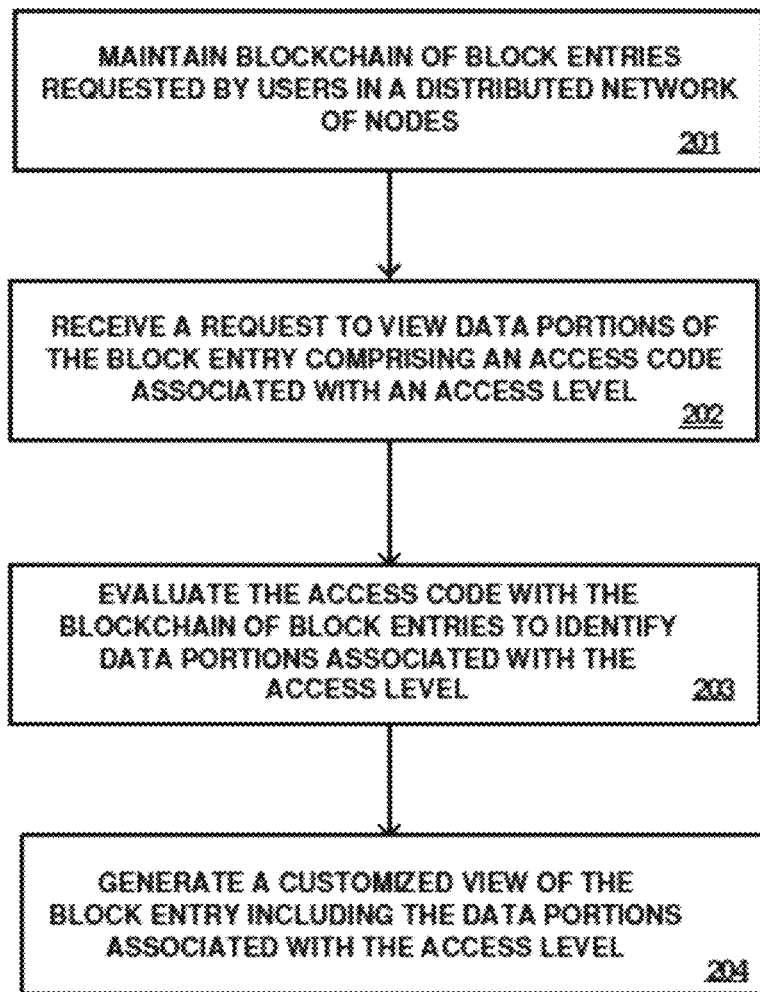 MAINTAIN BLOCKCHAIN OF BLOCK ENTRIES
REQUESTED BY USERS IN A DISTRIBUTED NETWORK
OF NODES
201
RECEIVE A REQUEST TO VIEW DATA PORTIONS OF
THE BLOCK ENTRY COMPRISING AN ACCESS CODE
ASSOCIATED WITH AN ACCESS LEVEL
202
EVALUATE THE ACCESS CODE WITH THE
BLOCKCHAIN OF BLOCK ENTRIES TO IDENTIFY
DATA PORTIONS ASSOCIATED WITH THE
ACCESS LEVEL
203
GENERATE A CUSTOMIZED VIEW OF THE
BLOCK ENTRY INCLUDING THE DATA PORTIONS
ASSOCIATED WITH THE ACCESS LEVEL
204